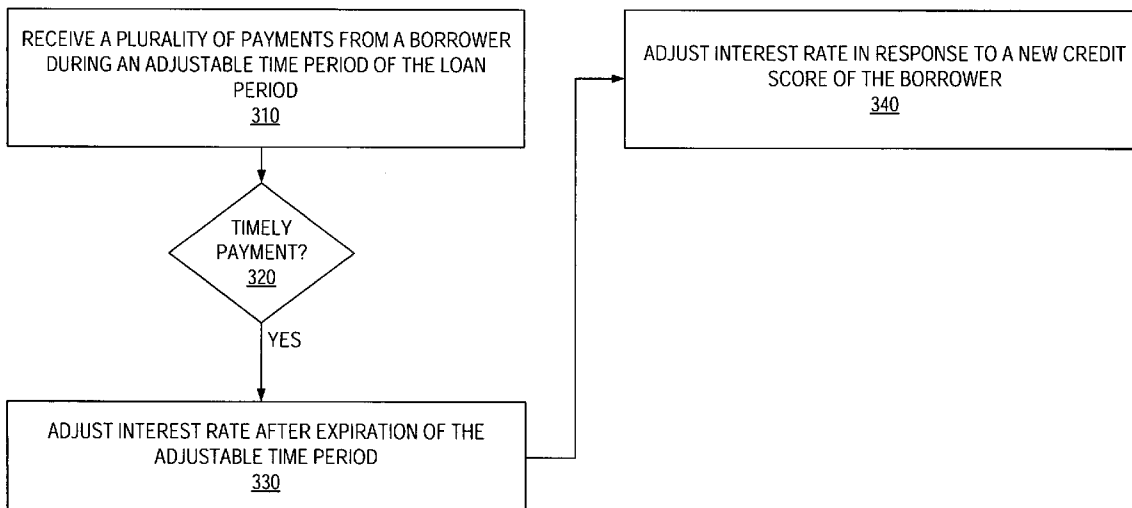 RECEIVE A PLURALITY OF PAYMENTS FROM A BORROWER
DURING AN ADJUSTABLE TIME PERIOD OF THE LOAN
PERIOD
310
TIMELY
PAYMENT?
320
YES
ADJUST INTEREST RATE AFTER EXPIRATION OF THE
ADJUSTABLE TIME PERIOD
330
ADJUST INTEREST RATE IN RESPONSE TO A NEW CREDIT
SCORE OF THE BORROWER
340